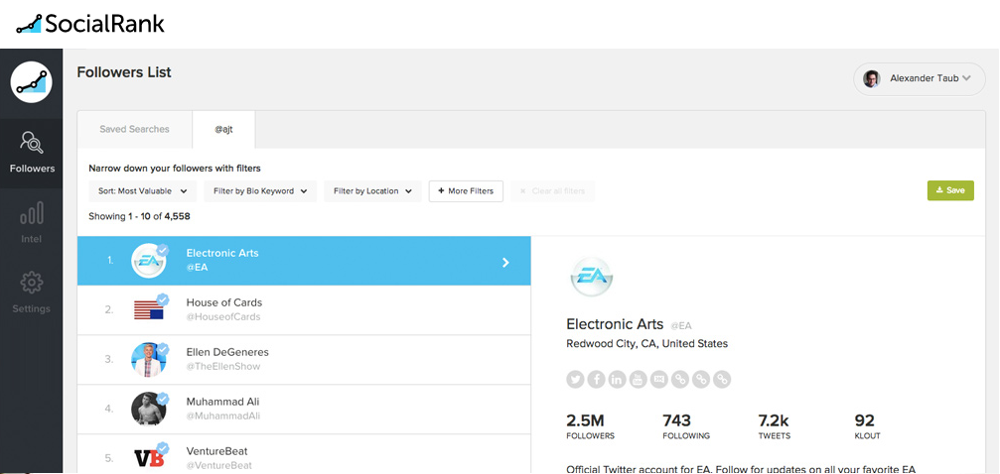 SocialRank
Followers List
Alexander Taub
Saved Searches
@ajt
Narrow down your followers with filters
Sort: Most Valuable
Filter by Bio Keyword
Filter by Location
+ More Filters
× Clear all filters
Save
Showing 1 - 10 of 4,558
Followers
Intel
Settings
1.
EA
Electronic Arts
@EA
2.
House of Cards
@HouseofCards
3.
Ellen DeGeneres
@TheEllenShow
4.
Muhammad Ali
@MuhammadAli
5.
VB
VentureBeat
@VentureBeat
EA
Electronic Arts @EA
Redwood City, CA, United States
2.5M 743 7.2k 92
FOLLOWERS FOLLOWING TWEETS KLOUT
Official Twitter account for EA. Follow for updates on all your favorite EA